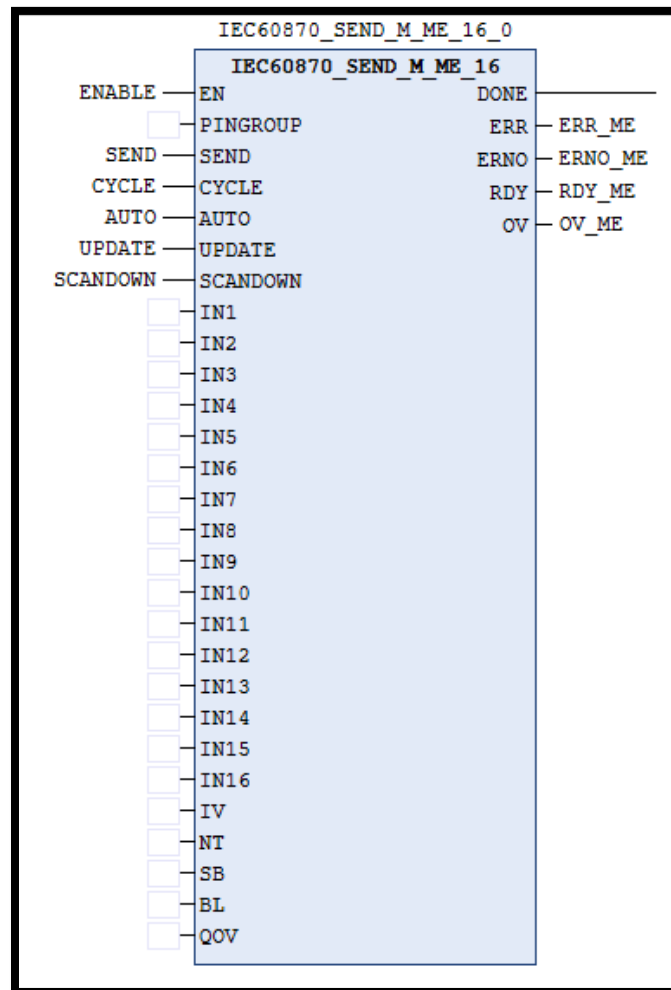 IEC60870_SEND_M_ME_16_0
IEC60870_SEND_M_ME_16
ENABLE EN DONE
PINGROUP ERR ERR_ME
SEND SEND ERNO ERNO_ME
CYCLE CYCLE RDY RDY_ME
AUTO AUTO OV OV_ME
UPDATE UPDATE
SCANDOWN SCANDOWN
IN1
IN2
IN3
IN4
IN5
IN6
IN7
IN8
IN9
IN10
IN11
IN12
IN13
IN14
IN15
IN16
IV
NT
SB
BL
QOV